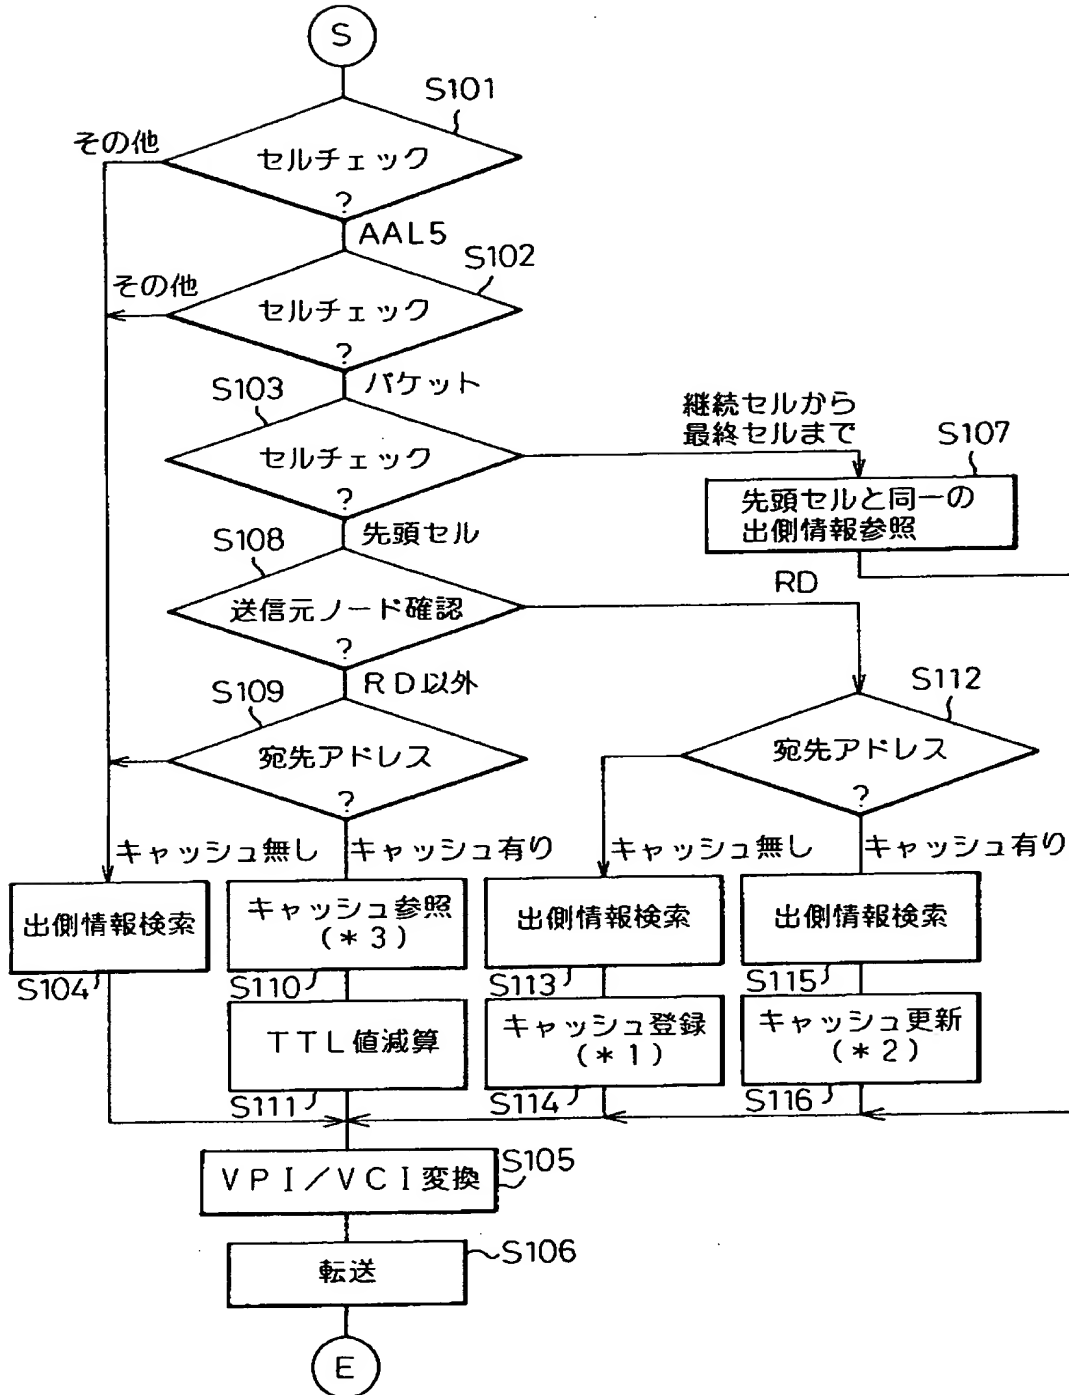 S
S101
その他
セルチェック
?
AAL5
S102
その他
セルチェック
?
パケット
S103
セルチェック
?
継続セルから
最終セルまで
S107
先頭セルと同一の
出側情報参照
先頭セル
S108
送信元ノード確認
?
RD
RD以外
S109
宛先アドレス
?
S112
宛先アドレス
?
キャッシュ無し
キャッシュ有り
キャッシュ無し
キャッシュ有り
出側情報検索
S104
キャッシュ参照
(*3)
S110
出側情報検索
S113
出側情報検索
S115
TTL値減算
S111
キャッシュ登録
(*1)
S114
キャッシュ更新
(*2)
S116
VPI/VCI変換
S105
転送
S106
E